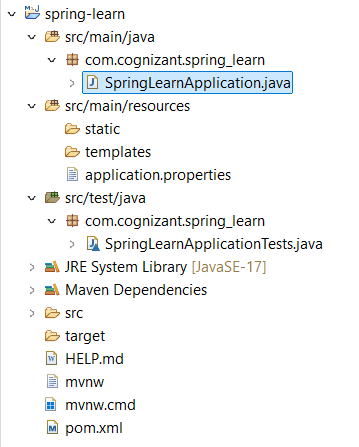 spring-learn
src/main/java
com.cognizant.spring_learn
SpringLearnApplication.java
src/main/resources
static
templates
application.properties
src/test/java
com.cognizant.spring_learn
SpringLearnApplicationTests.java
JRE System Library [JavaSE-17]
Maven Dependencies
src
target
HELP.md
mvnw
mvnw.cmd
pom.xml